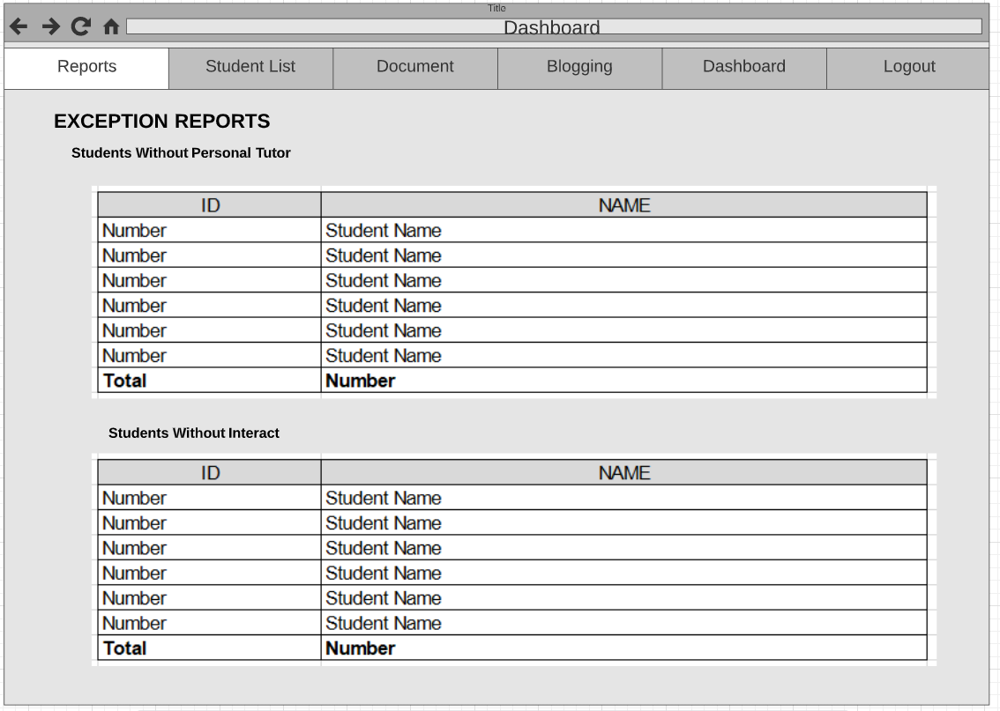 Title
Dashboard
Reports Student List Document Blogging Dashboard Logout
EXCEPTION REPORTS
Students Without Personal Tutor
ID NAME
Number Student Name
Number Student Name
Number Student Name
Number Student Name
Number Student Name
Number Student Name
Total Number
Students Without Interact
ID NAME
Number Student Name
Number Student Name
Number Student Name
Number Student Name
Number Student Name
Number Student Name
Total Number